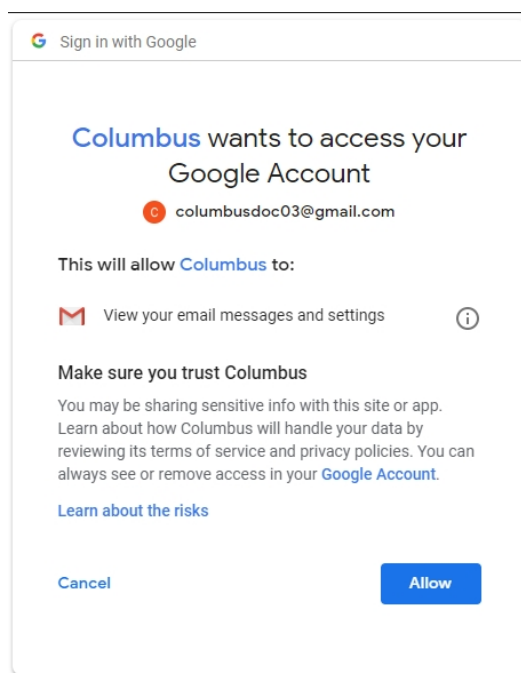 Sign in with Google
Columbus wants to access your
Google Account
C columbusdoc03@gmail.com
This will allow Columbus to:
View your email messages and settings
Make sure you trust Columbus
You may be sharing sensitive info with this site or app.
Learn about how Columbus will handle your data by
reviewing its terms of service and privacy policies. You can
always see or remove access in your Google Account.
Learn about the risks
Cancel Allow